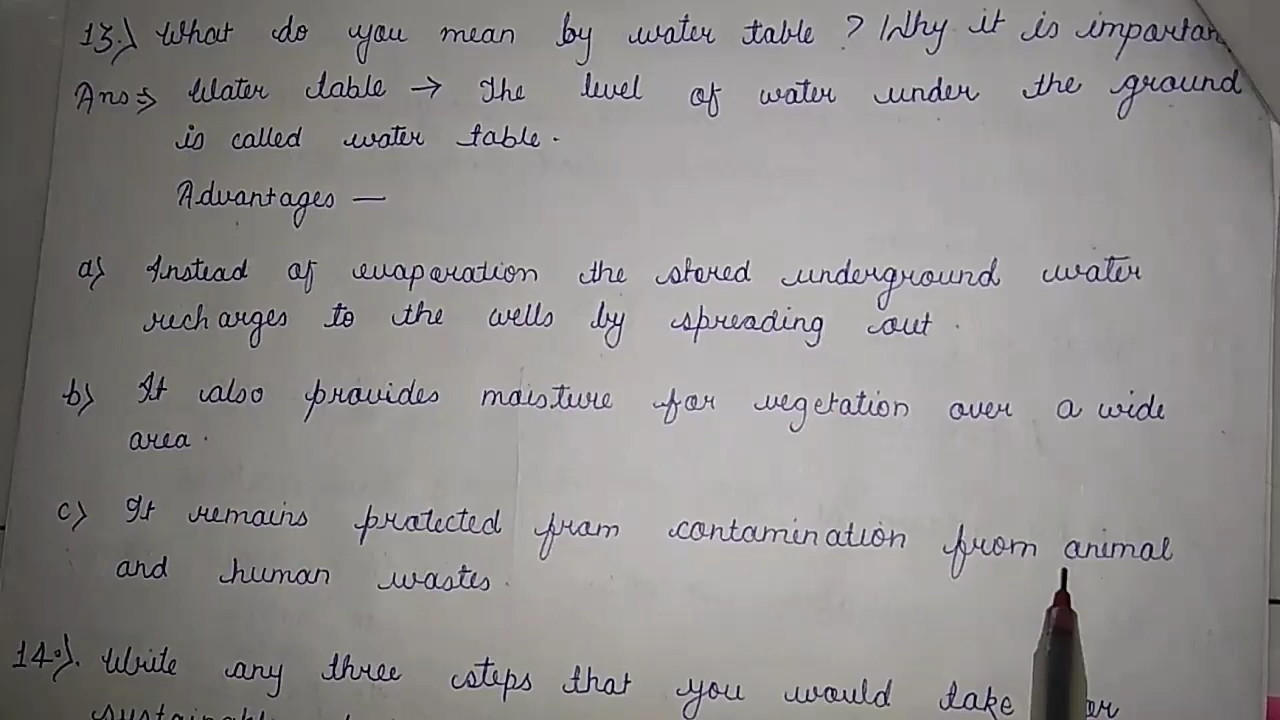 13.) What do you mean by water table ? Why it is importan
Ans⇒ Water table → The level of water under the ground
is called water table.
Advantages —
a) Instead of evaporation the stored underground water
recharges to the wells by spreading out.
b) It also provides moisture for vegetation over a wide
area.
c) It remains protected from contamination from animal
and human wastes.
14.). Write any three steps that you would take